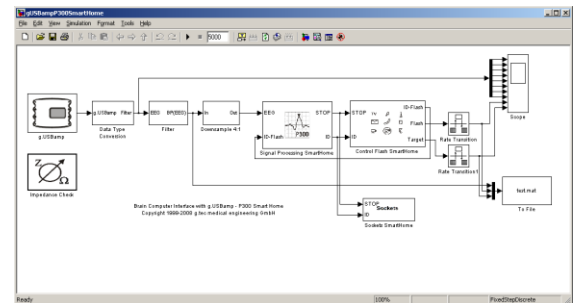 gUSBampP300SmartHome
File Edit View Simulation Format Tools Help
5000
g.USBamp
g.USBamp
Data Type
Conversion
EEG BP(EEG)
Filter
In Out
Downsample 4:1
EEG STOP
P300
ID-Flash ID
Signal Processing SmartHome
STOP ID-Flash
Flash
ID Target
Control Flash SmartHome
Rate Transition
Rate Transition1
Scope
Impedance Check
test.mat
To File
STOP
Sockets
ID
Sockets SmartHome
Brain Computer Interface with g.USBamp - P300 Smart Home
Copyright 1999-2008 g.tec medical engineering GmbH
Ready 100% FixedStepDiscrete